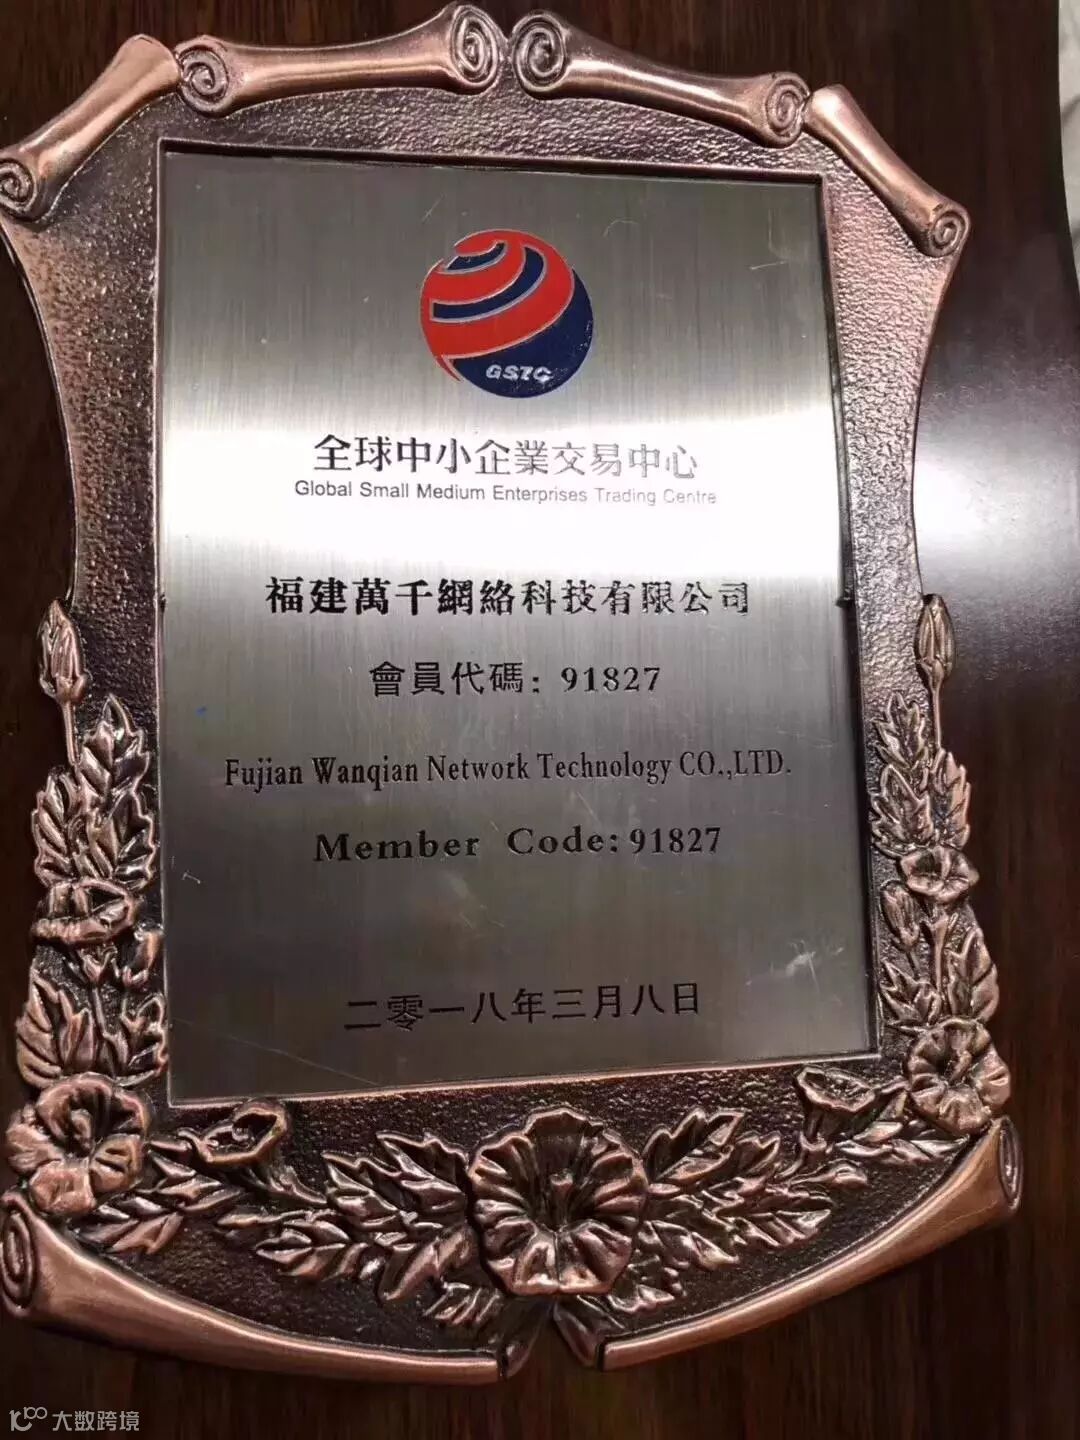 GSTC
全球中小企業交易中心
Global Small Medium Enterprises Trading Centre
福建萬千網絡科技有限公司
會員代碼: 91827
Fujian Wanqian Network Technology CO.,LTD.
Member Code: 91827
二零一八年三月八日
大数跨境